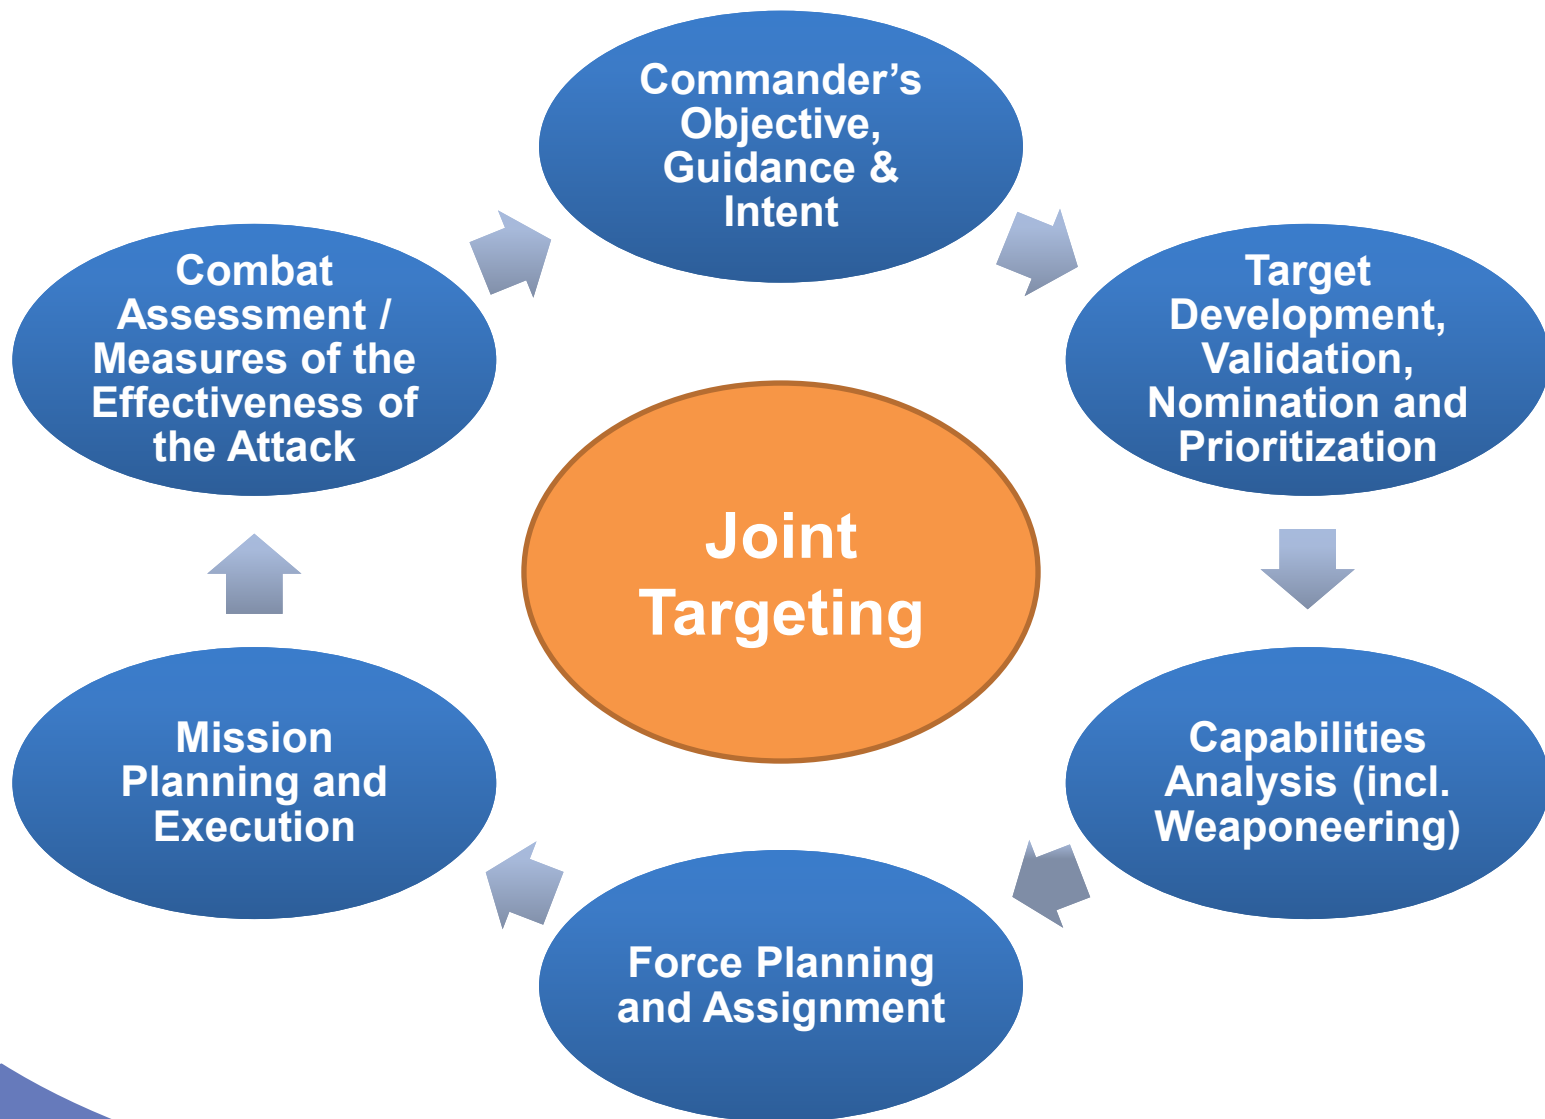 Commander’s
Objective,
Guidance &
Intent
Target
Development,
Validation,
Nomination and
Prioritization
Capabilities
Analysis (incl.
Weaponeering)
Force Planning
and Assignment
Mission
Planning and
Execution
Combat
Assessment /
Measures of the
Effectiveness of
the Attack
Joint
Targeting